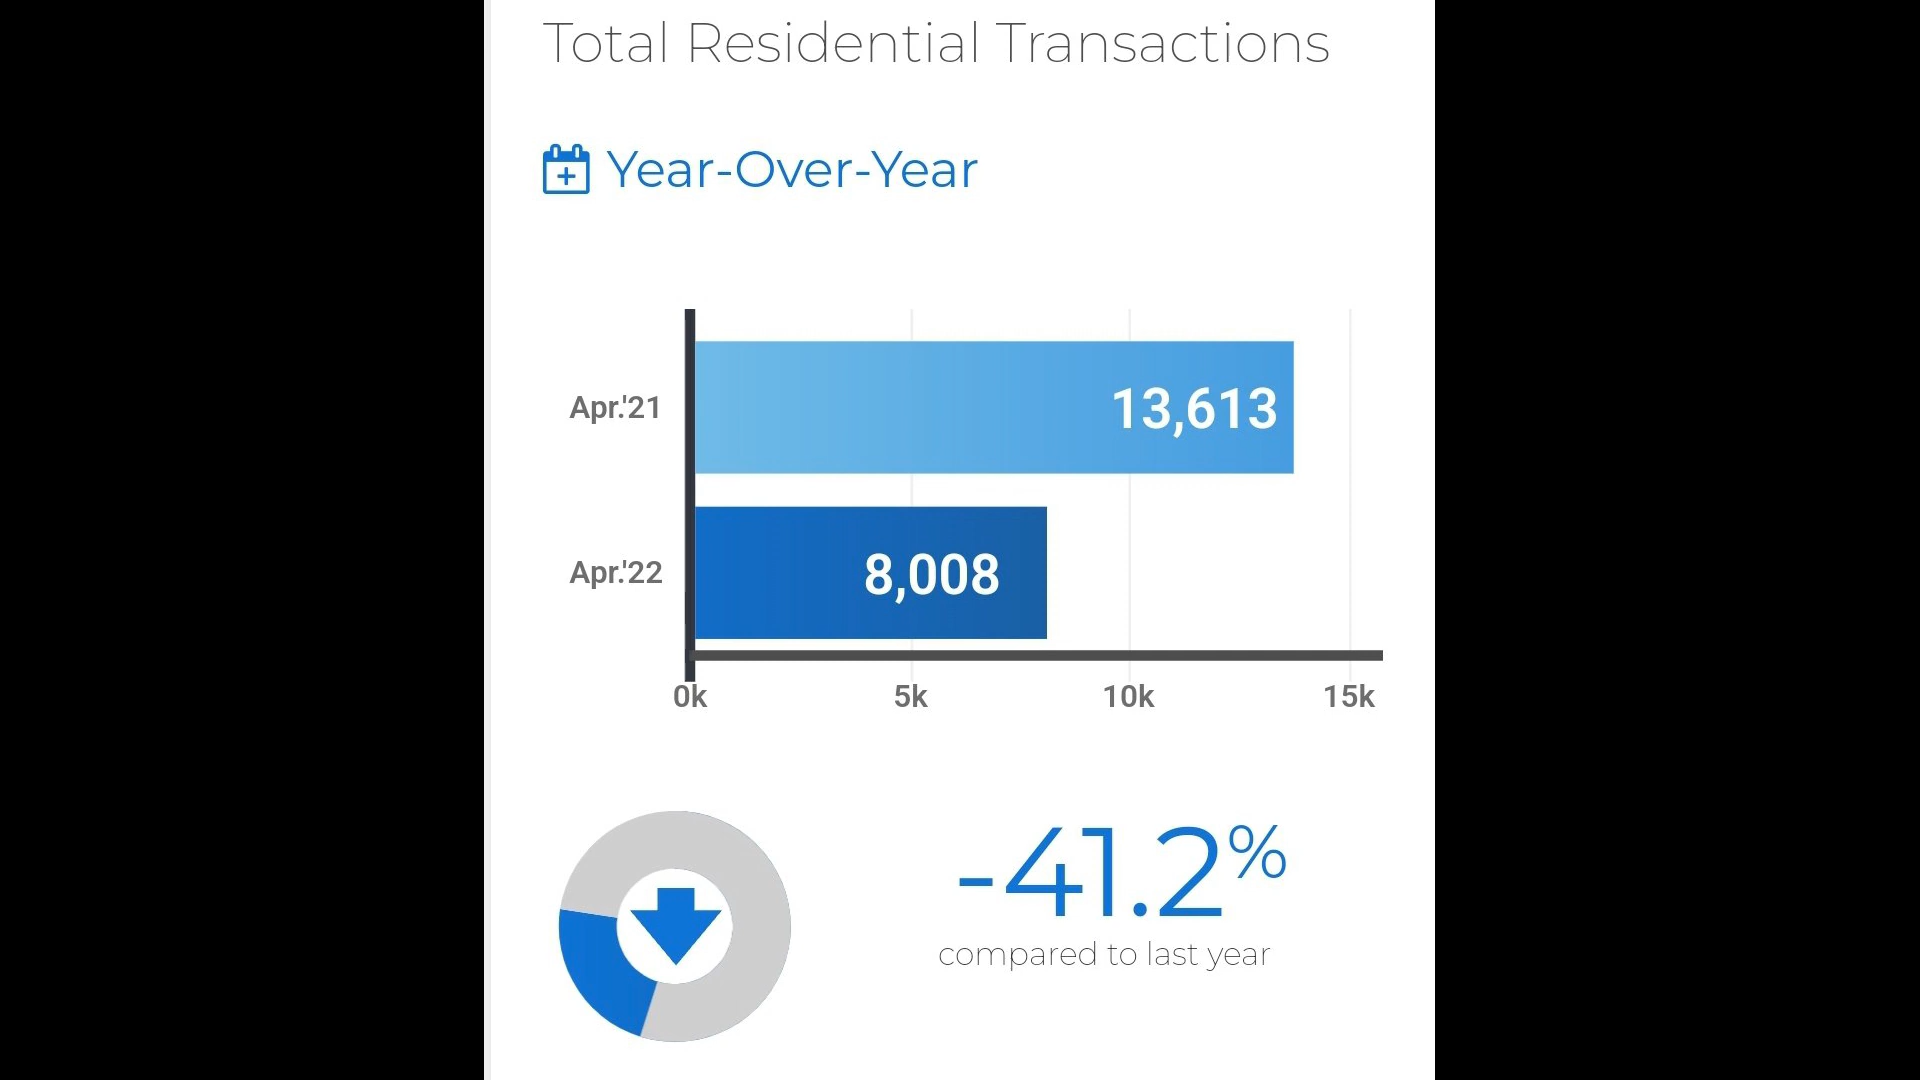 Total Residential Transactions
Year-Over-Year
Apr.'21
13,613
Apr.'22
8,008
0k 5k 10k 15k
-41.2%
compared to last year